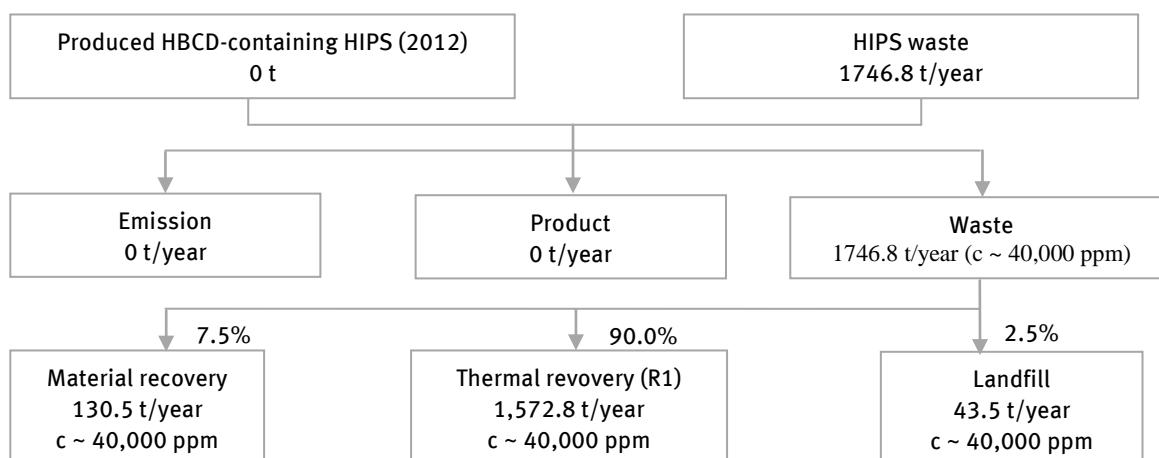 Produced HBCD-containing HIPS (2012)
0 t
HIPS waste
1746.8 t/year
Emission
0 t/year
Product
0 t/year
Waste
1746.8 t/year (c ~ 40,000 ppm)
7.5%
90.0%
2.5%
Material recovery
130.5 t/year
c ~ 40,000 ppm
Thermal revovery (R1)
1,572.8 t/year
c ~ 40,000 ppm
Landfill
43.5 t/year
c ~ 40,000 ppm